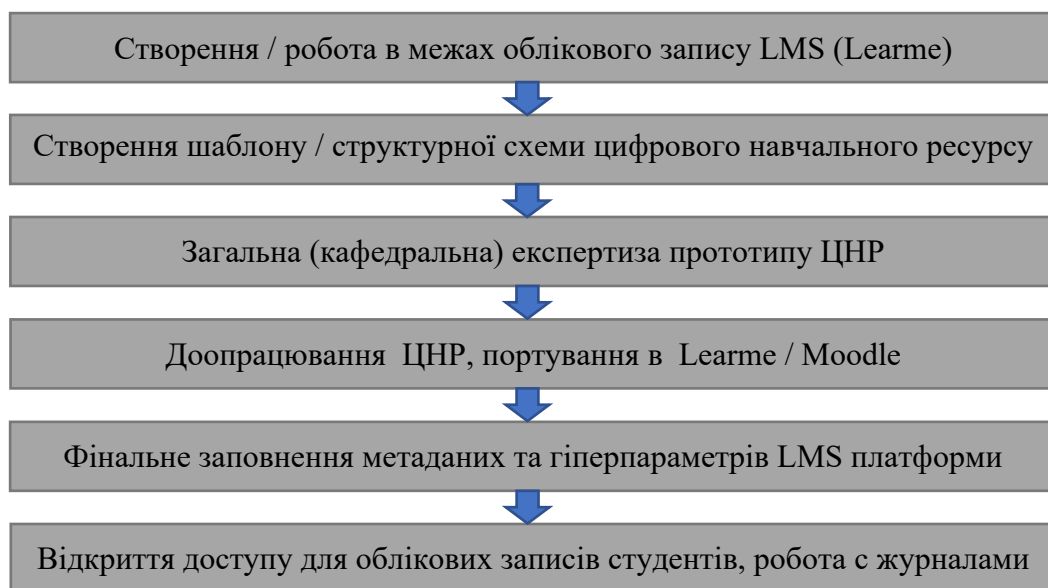 Створення / робота в межах облікового запису LMS (Learme)
Створення шаблону / структурної схеми цифрового навчального ресурсу
Загальна (кафедральна) експертиза прототипу ЦНР
Доопрацювання ЦНР, портування в Learme / Moodle
Фінальне заповнення метаданих та гіперпараметрів LMS платформи
Відкриття доступу для облікових записів студентів, робота с журналами